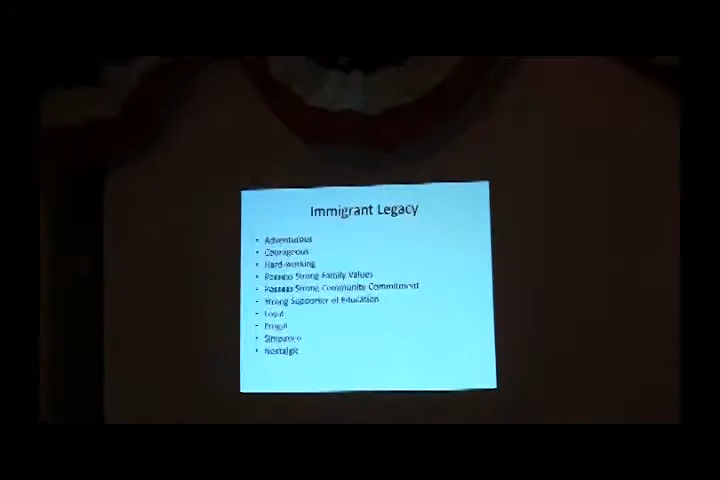 Immigrant Legacy
• Adventurous
• Courageous
• Hard-working
• Possess Strong Family Values
• Possess Strong Community Commitment
• Strong Supporter of Education
• Loyal
• Frugal
• Nostalgic